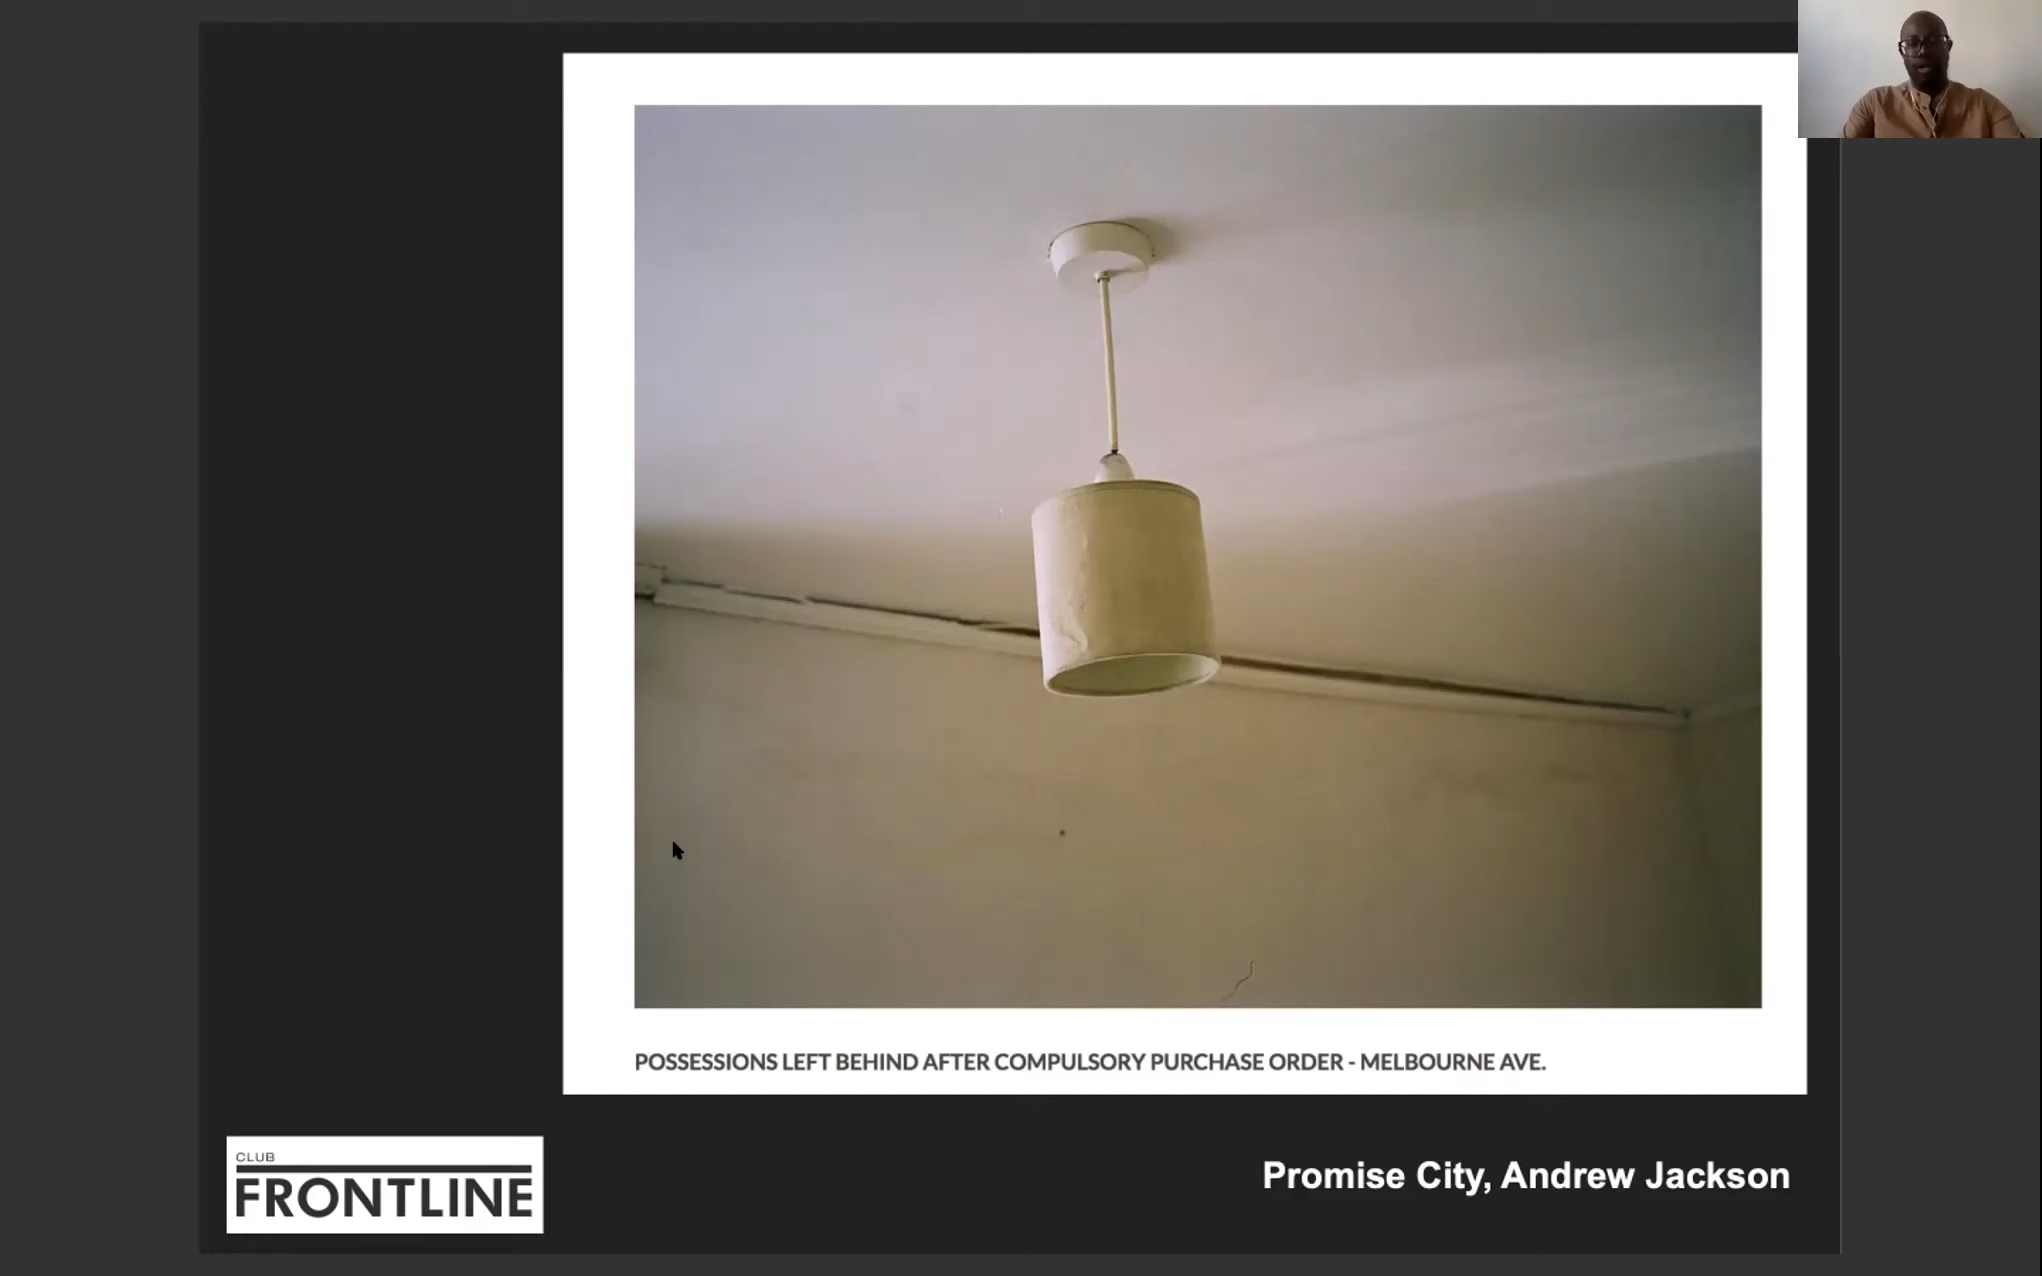 POSSESSIONS LEFT BEHIND AFTER COMPULSORY PURCHASE ORDER - MELBOURNE AVE.
CLUB
FRONTLINE
Promise City, Andrew Jackson